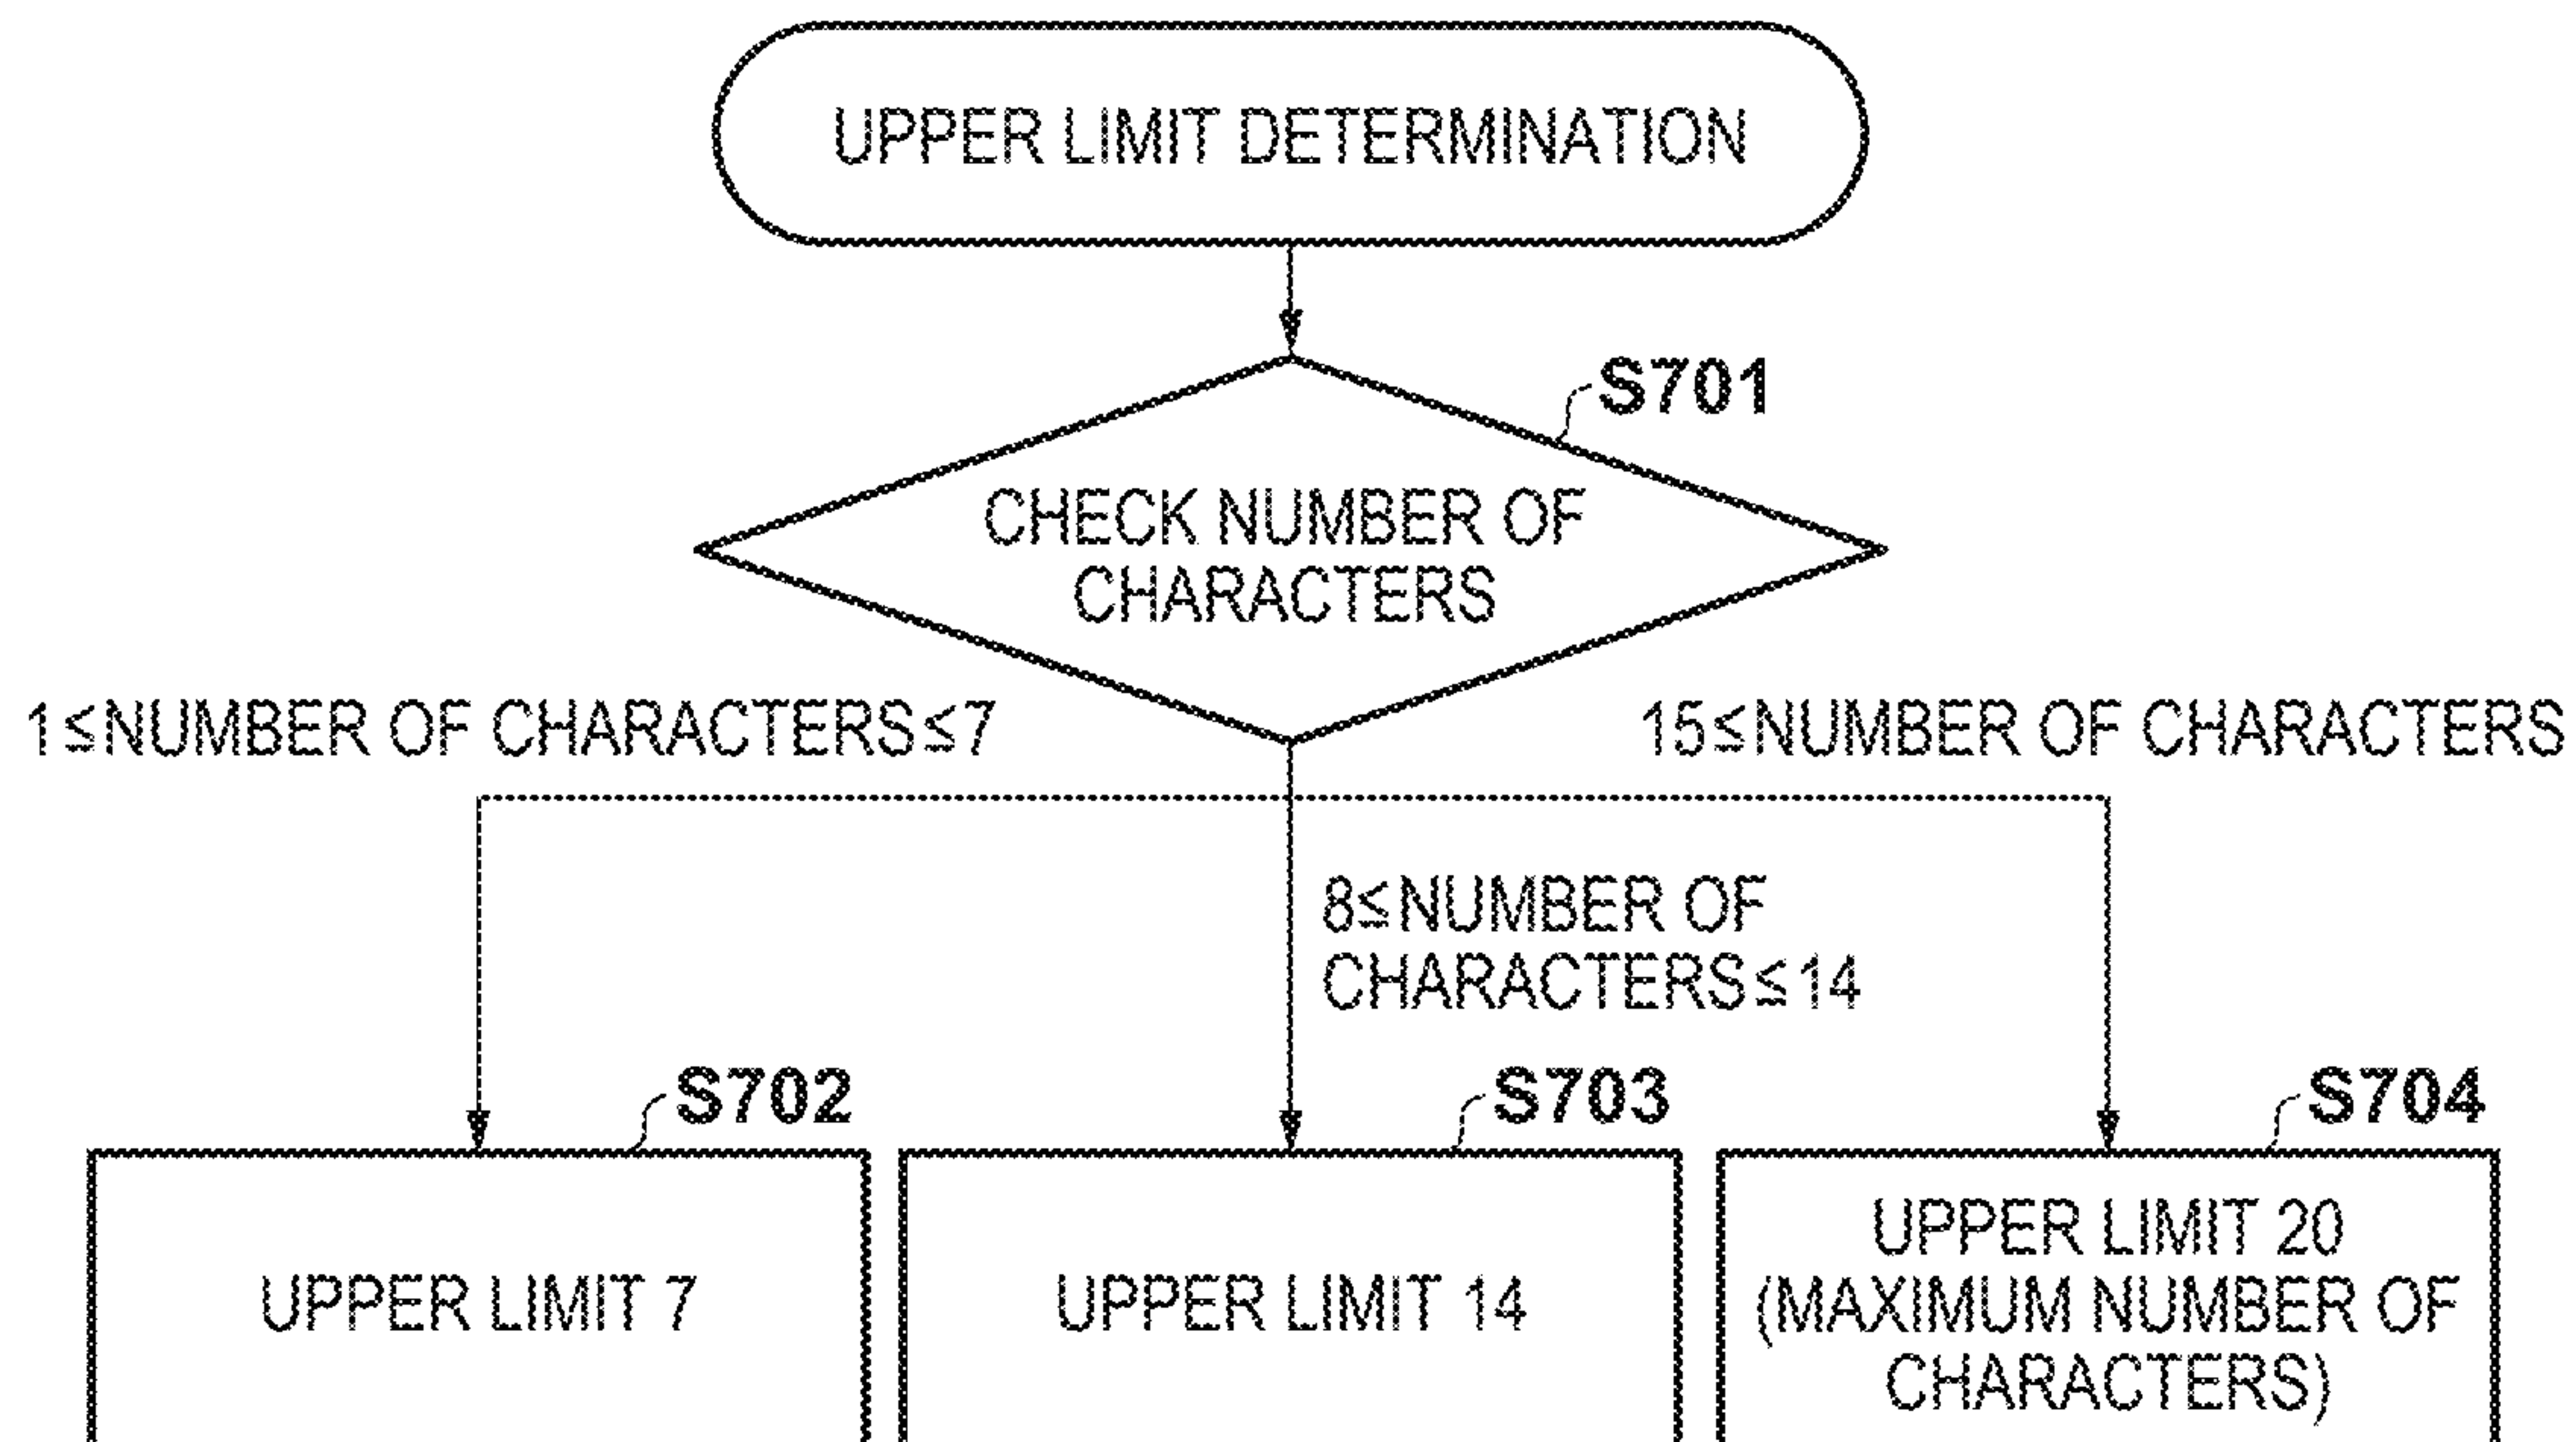 UPPER LIMIT DETERMINATION
S701
CHECK NUMBER OF
CHARACTERS
1≦NUMBER OF CHARACTERS≦7
15≦NUMBER OF CHARACTERS
8≦NUMBER OF
CHARACTERS≦14
S702
S703
S704
UPPER LIMIT 7
UPPER LIMIT 14
UPPER LIMIT 20
(MAXIMUM NUMBER OF
CHARACTERS)